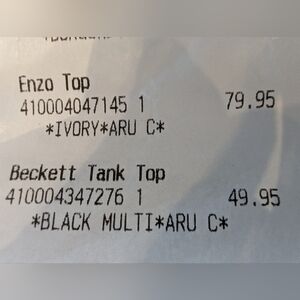 Enzo Top
410004047145 1 79.95
*IVORY*ARU C*
Beckett Tank Top
410004347276 1 49.95
*BLACK MULTI*ARU C*